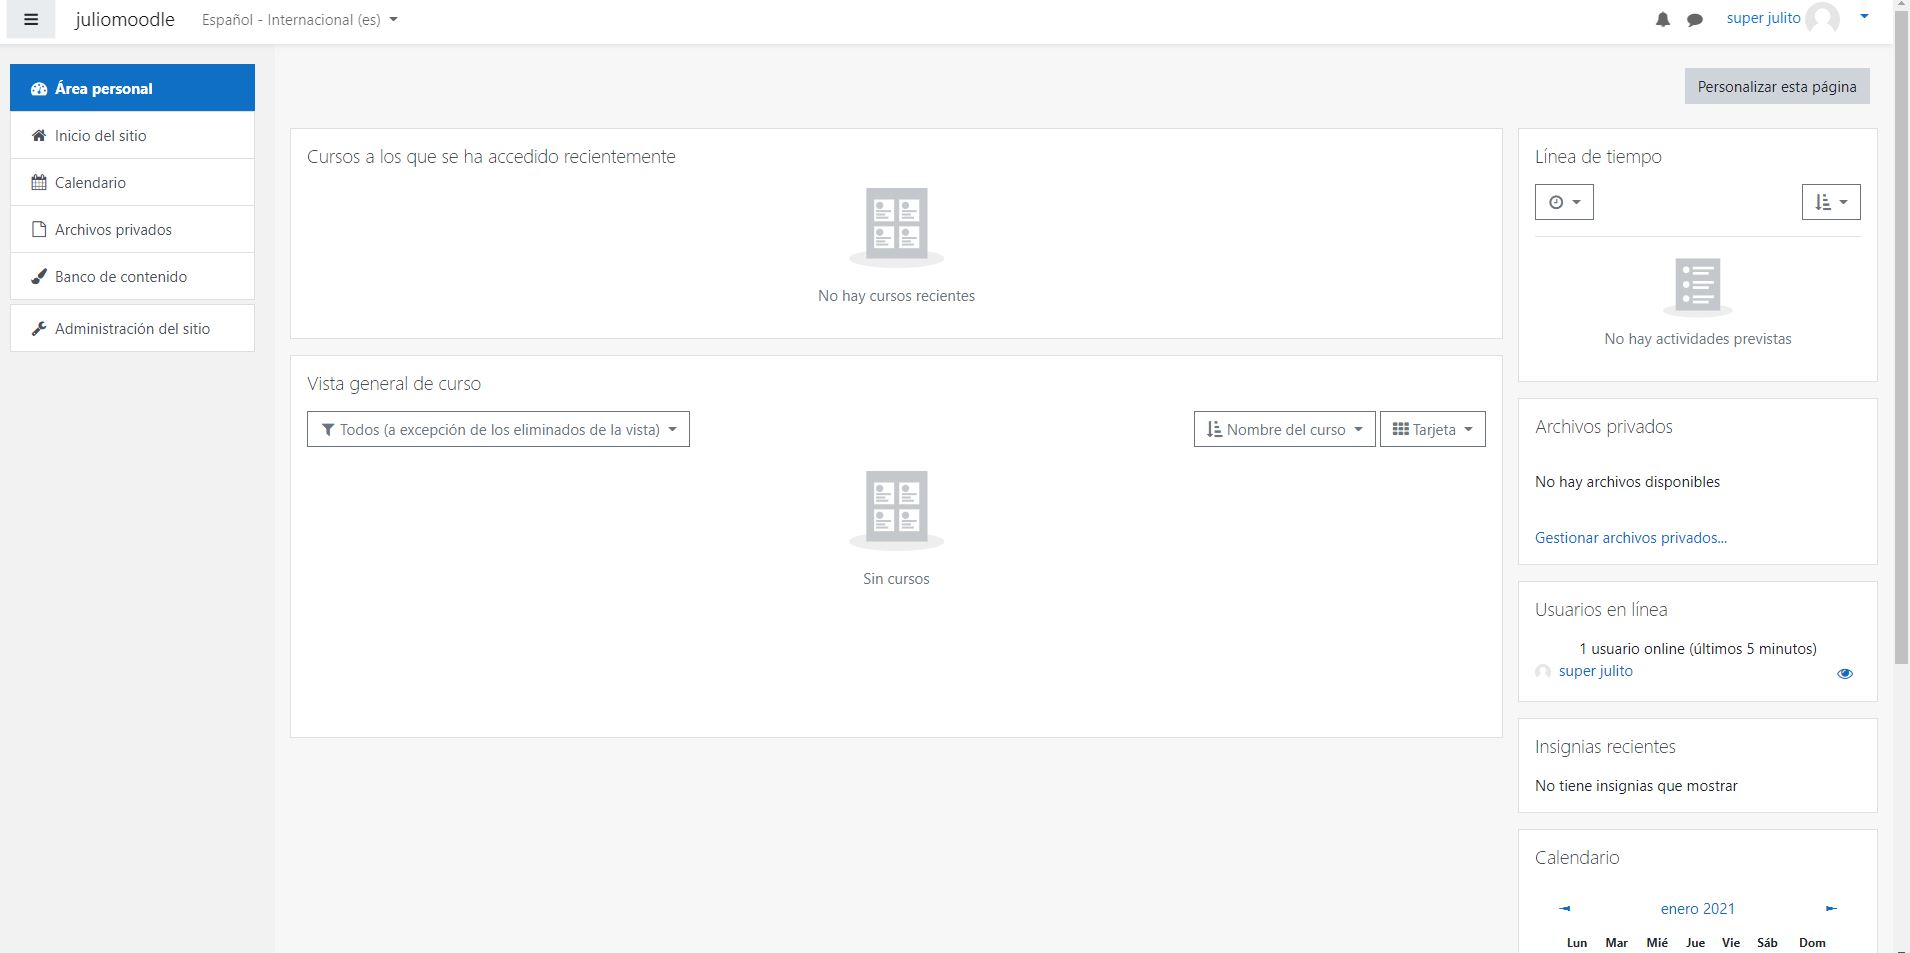 juliomoodle
Español - Internacional (es)
super julito
Área personal
Inicio del sitio
Calendario
Archivos privados
Banco de contenido
Administración del sitio
Personalizar esta página
Cursos a los que se ha accedido recientemente
No hay cursos recientes
Vista general de curso
Todos (a excepción de los eliminados de la vista)
Nombre del curso
Tarjeta
Sin cursos
Línea de tiempo
No hay actividades previstas
Archivos privados
No hay archivos disponibles
Gestionar archivos privados...
Usuarios en línea
1 usuario online (últimos 5 minutos)
super julito
Insignias recientes
No tiene insignias que mostrar
Calendario
enero 2021
Lun Mar Mié Jue Vie Sáb Dom